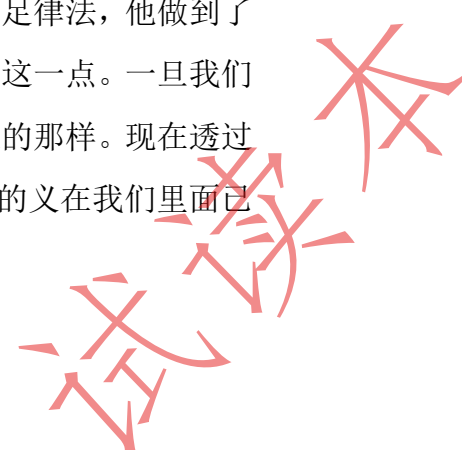 足律法，他做到了
这一点。一旦我们
的那样。现在透过
的义在我们里面已
试读本